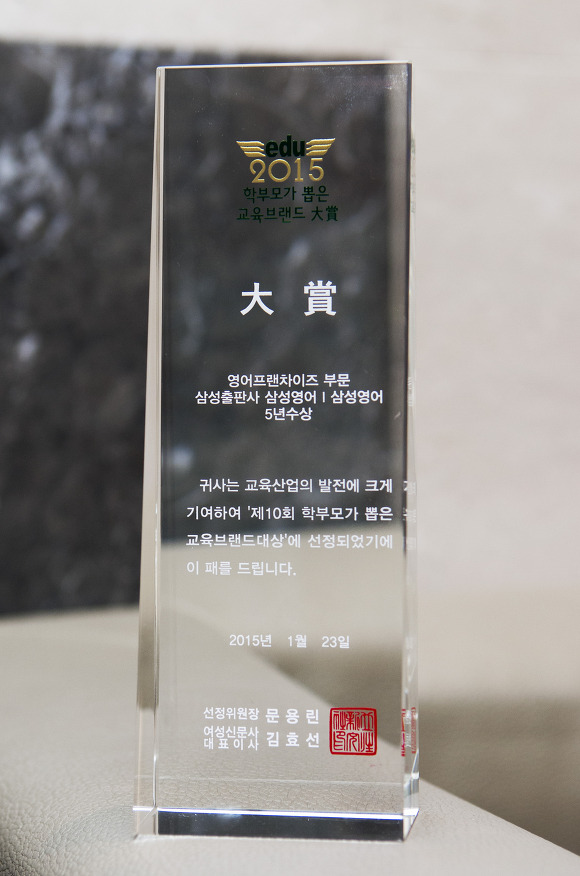 edu
2015
학부모가 뽑은
교육브랜드 大賞
大賞
영어프랜차이즈 부문
삼성출판사 삼성영어 I 삼성영어
5년수상
귀사는 교육산업의 발전에 크게
기여하여 '제10회 학부모가 뽑은
교육브랜드대상'에 선정되었기에
이 패를 드립니다.
2015년 1월 23일
선정위원장 문용린
여성신문사
대표이사 김효선